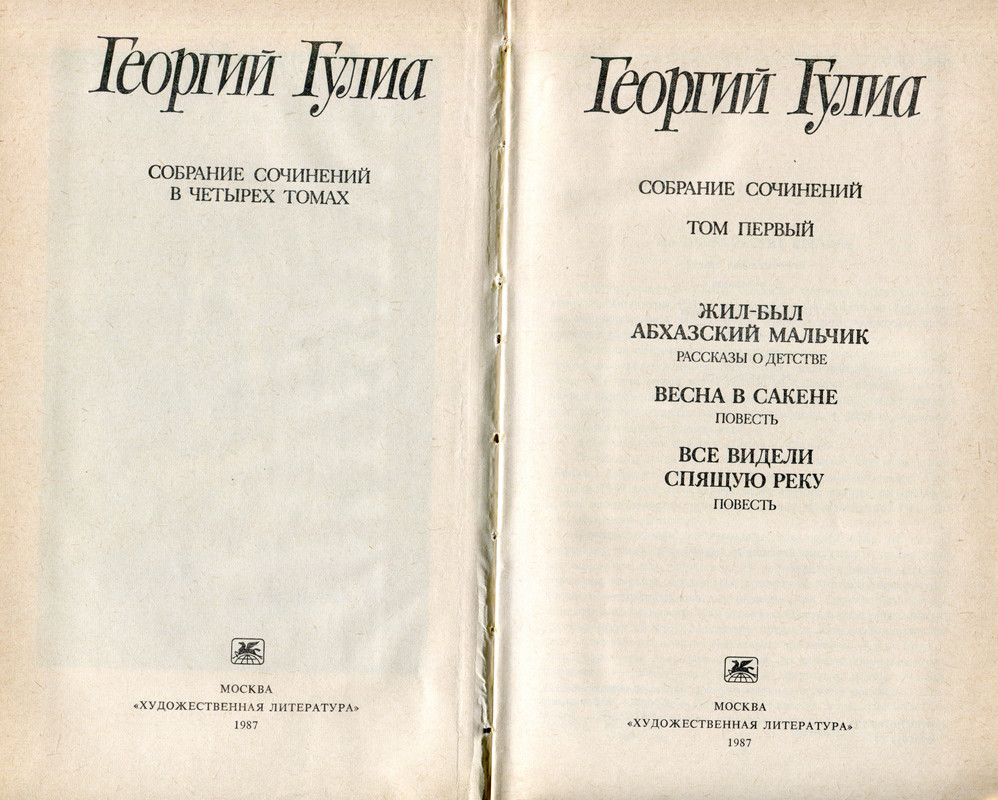 Георгий Гулиа
СОБРАНИЕ СОЧИНЕНИЙ
В ЧЕТЫРЕХ ТОМАХ
МОСКВА
«ХУДОЖЕСТВЕННАЯ ЛИТЕРАТУРА»
1987
Георгий Гулиа
СОБРАНИЕ СОЧИНЕНИЙ
ТОМ ПЕРВЫЙ
ЖИЛ-БЫЛ
АБХАЗСКИЙ МАЛЬЧИК
РАССКАЗЫ О ДЕТСТВЕ
ВЕСНА В САКЕНЕ
ПОВЕСТЬ
ВСЕ ВИДЕЛИ
СПЯЩУЮ РЕКУ
ПОВЕСТЬ
МОСКВА
«ХУДОЖЕСТВЕННАЯ ЛИТЕРАТУРА»
1987